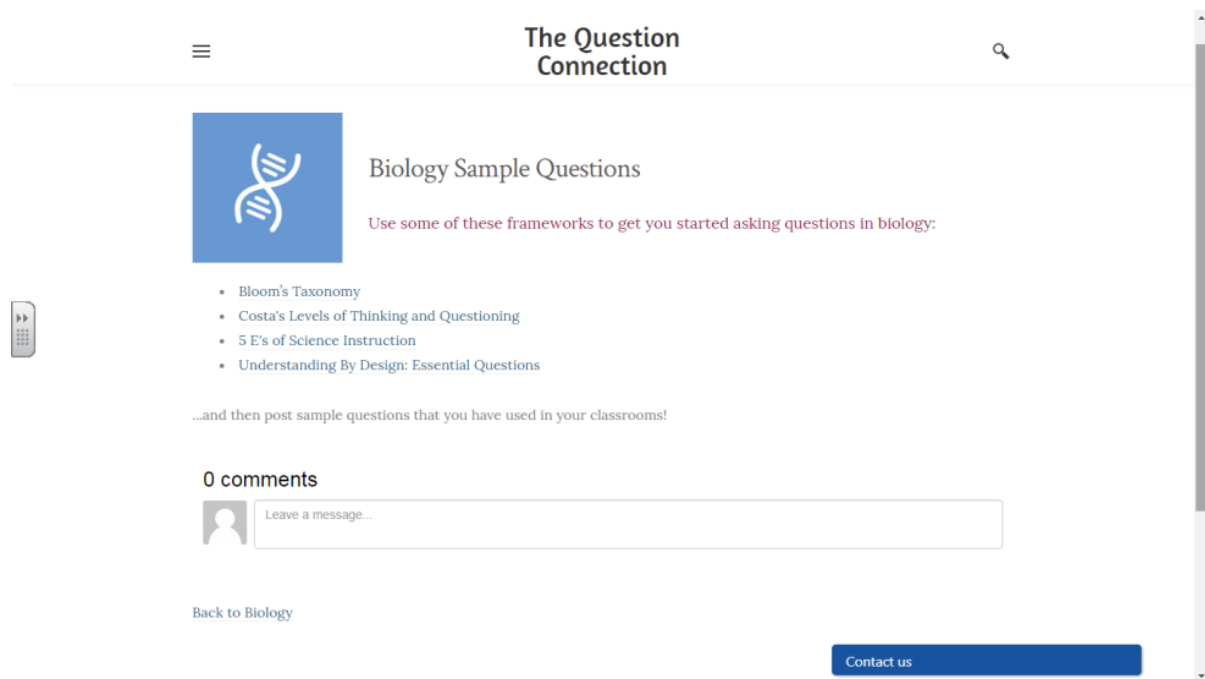 The Question
Connection
Biology Sample Questions
Use some of these frameworks to get you started asking questions in biology:
Bloom's Taxonomy
Costa's Levels of Thinking and Questioning
5 E's of Science Instruction
Understanding By Design: Essential Questions
...and then post sample questions that you have used in your classrooms!
0 comments
Leave a message...
Back to Biology
Contact us